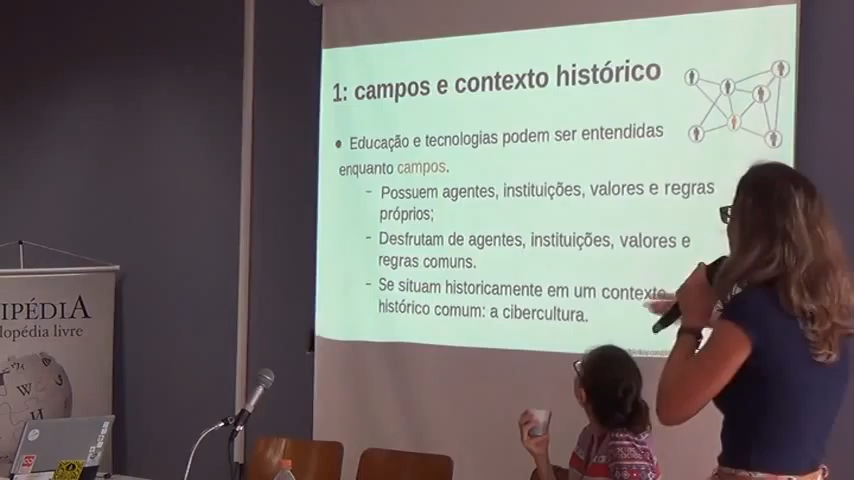 1: campos e contexto histórico
• Educação e tecnologias podem ser entendidas
enquanto campos.
- Possuem agentes, instituições, valores e regras
próprios;
- Desfrutam de agentes, instituições, valores e
regras comuns.
- Se situam historicamente em um contexto
histórico comum: a cibercultura.
IPÉDIA
lopédia livre
W
И